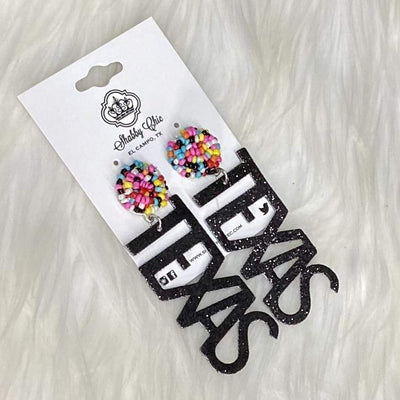 Shabby Chic
EL CAMPO, TX
TEXAS
TEXAS